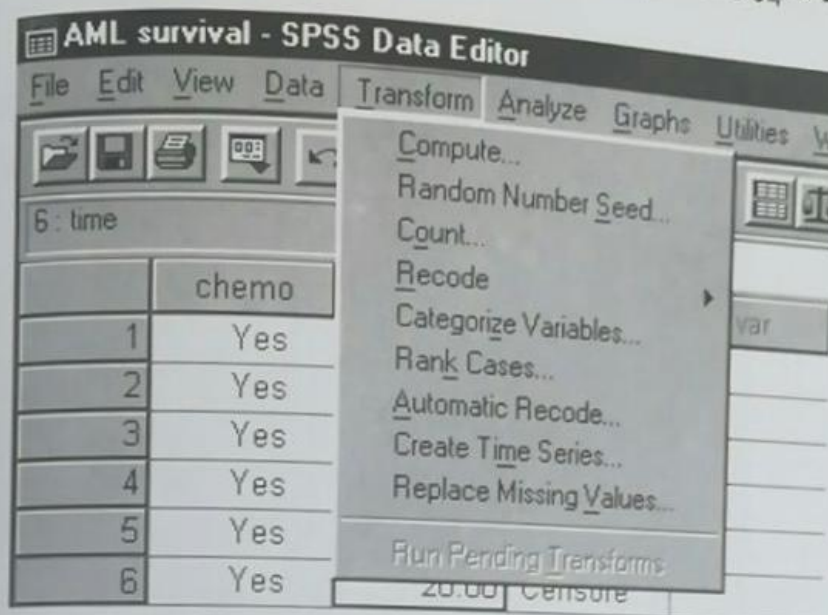 AML survival - SPSS Data Editor
File Edit View Data Transform Analyze Graphs Utilities
Compute...
Random Number Seed...
6 : time
Count...
Recode
chemo
Categorize Variables...
var
1 Yes
Rank Cases...
2 Yes
Automatic Recode...
3 Yes
Create Time Series...
4 Yes
Replace Missing Values...
5 Yes
Run Pending Transforms
6 Yes 20.00 Censore